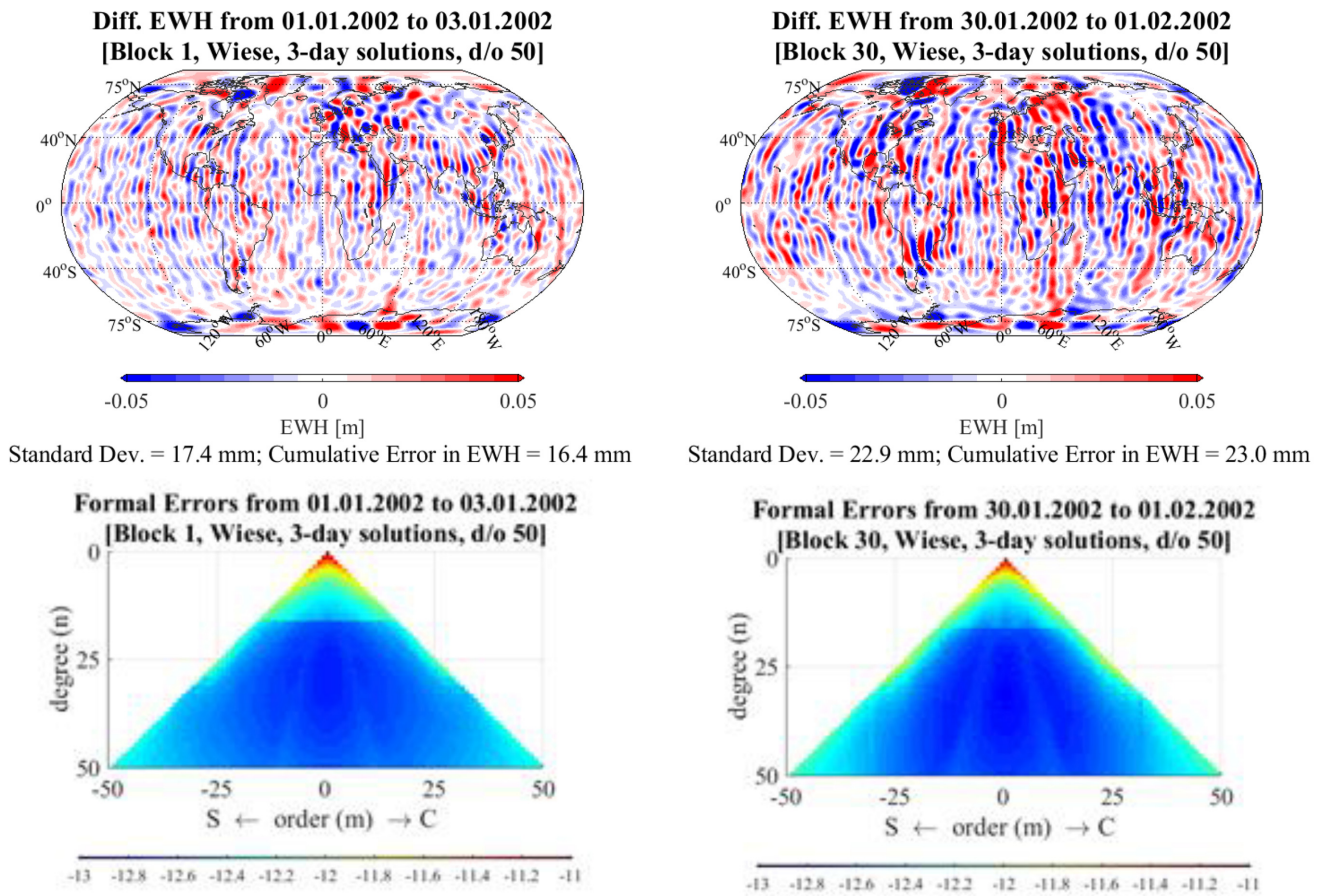 Diff. EWH from 01.01.2002 to 03.01.2002
[Block 1, Wiese, 3-day solutions, d/o 50]
75°N
40°N
0°
40°S
75°S
120°W 60°W 0° 60°E 120°E 180°W
-0.05 0 0.05
EWH [m]
Standard Dev. = 17.4 mm; Cumulative Error in EWH = 16.4 mm
Diff. EWH from 30.01.2002 to 01.02.2002
[Block 30, Wiese, 3-day solutions, d/o 50]
75°N
40°N
0°
40°S
75°S
120°W 60°W 0° 60°E 120°E 180°W
-0.05 0 0.05
EWH [m]
Standard Dev. = 22.9 mm; Cumulative Error in EWH = 23.0 mm
Formal Errors from 01.01.2002 to 03.01.2002
[Block 1, Wiese, 3-day solutions, d/o 50]
0
25
50
degree (n)
-50 -25 0 25 50
S ← order (m) → C
-13 -12.8 -12.6 -12.4 -12.2 -12 -11.8 -11.6 -11.4 -11.2 -11
Formal Errors from 30.01.2002 to 01.02.2002
[Block 30, Wiese, 3-day solutions, d/o 50]
0
25
50
degree (n)
-50 -25 0 25 50
S ← order (m) → C
-13 -12.8 -12.6 -12.4 -12.2 -12 -11.8 -11.6 -11.4 -11.2 -11